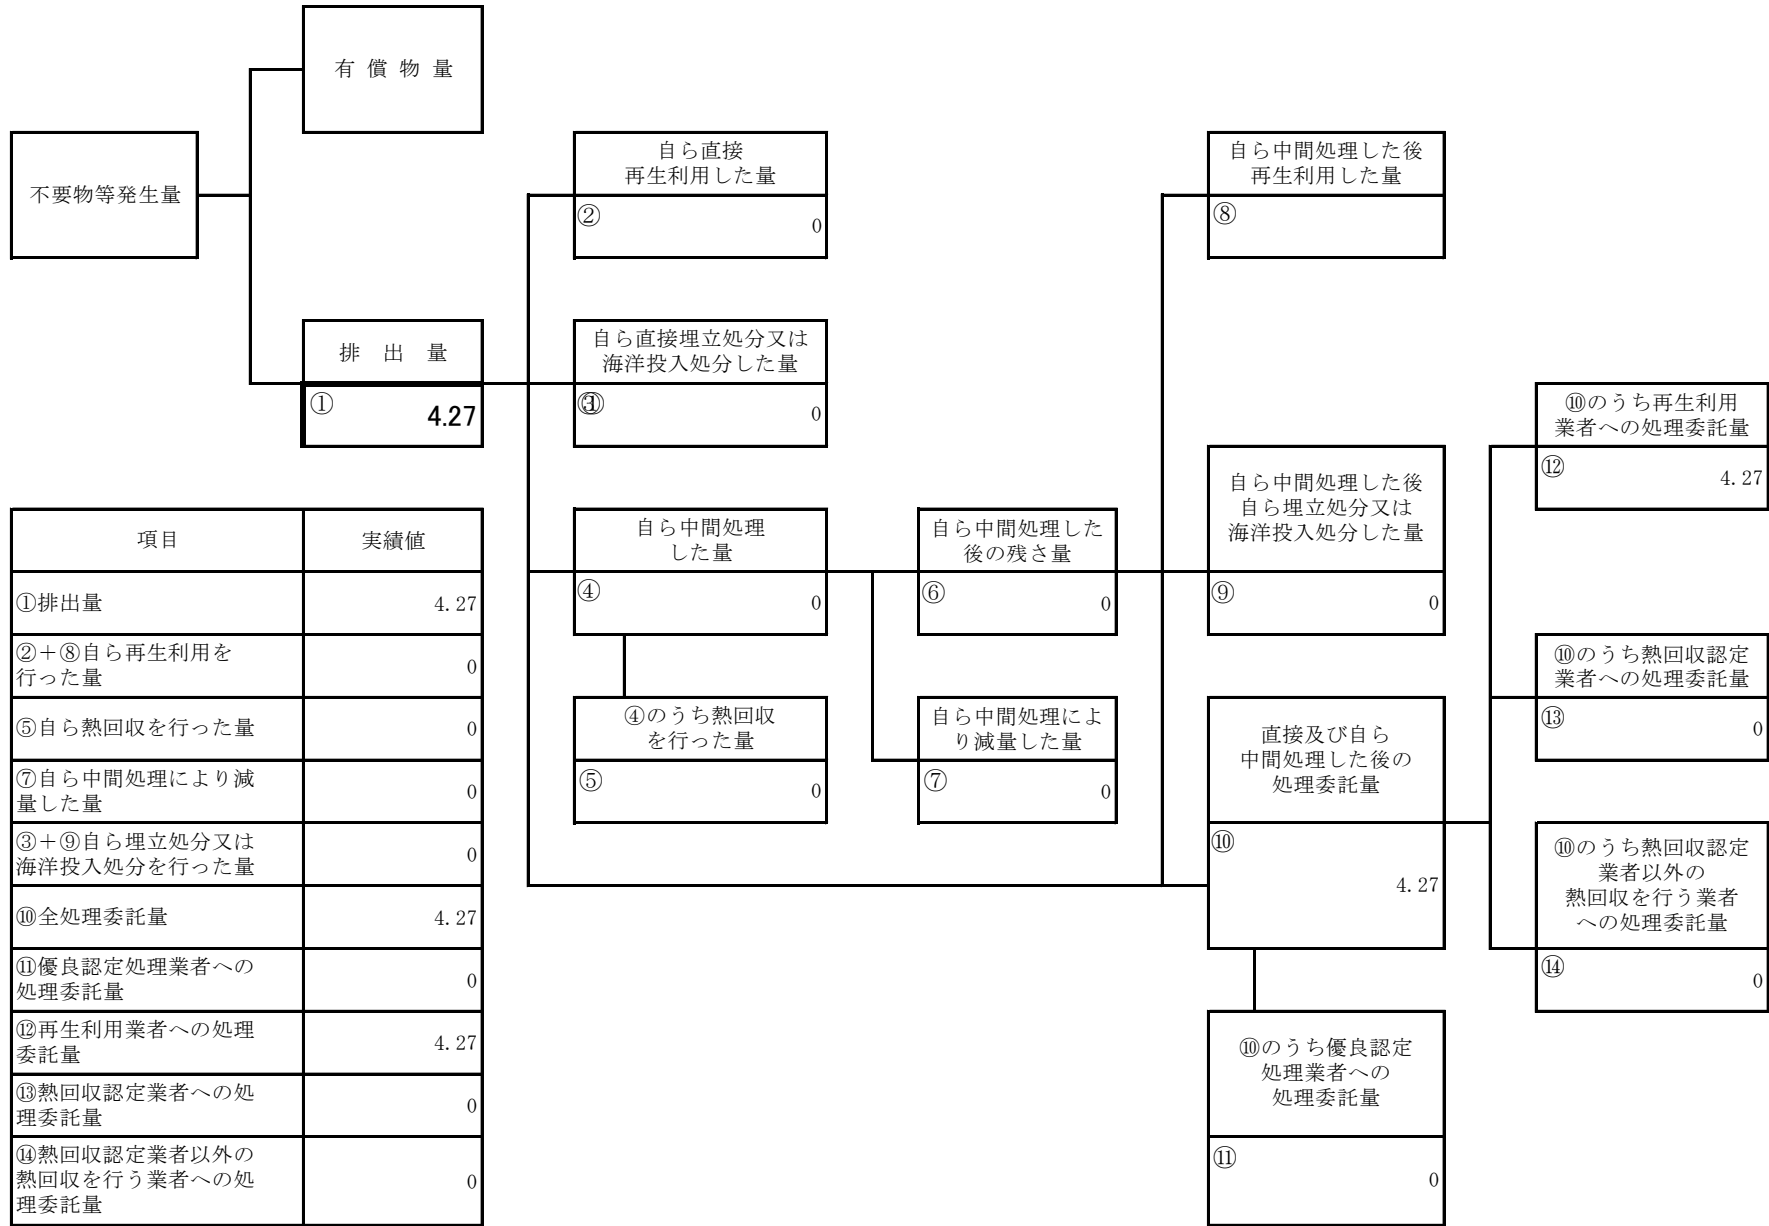 有 償 物 量
不要物等発生量
自ら直接
再生利用した量
②
0
自ら中間処理した後
再生利用した量
⑧
排 出 量
①
4.27
自ら直接埋立処分又は
海洋投入処分した量
③
0
⑩のうち再生利用
業者への処理委託量
⑫
4.27
自ら中間処理した後
自ら埋立処分又は
海洋投入処分した量
⑨
0
自ら中間処理
した量
④
0
自ら中間処理した
後の残さ量
⑥
0
⑩のうち熱回収認定
業者への処理委託量
⑬
0
④のうち熱回収
を行った量
⑤
0
自ら中間処理によ
り減量した量
⑦
0
直接及び自ら
中間処理した後の
処理委託量
⑩
4.27
⑩のうち熱回収認定
業者以外の
熱回収を行う業者
への処理委託量
⑭
0
⑩のうち優良認定
処理業者への
処理委託量
⑪
0
項目
実績値
①排出量
4.27
②＋⑧自ら再生利用を
行った量
0
⑤自ら熱回収を行った量
0
⑦自ら中間処理により減
量した量
0
③＋⑨自ら埋立処分又は
海洋投入処分を行った量
0
⑩全処理委託量
4.27
⑪優良認定処理業者への
処理委託量
0
⑫再生利用業者への処理
委託量
4.27
⑬熱回収認定業者への処
理委託量
0
⑭熱回収認定業者以外の
熱回収を行う業者への処
理委託量
0